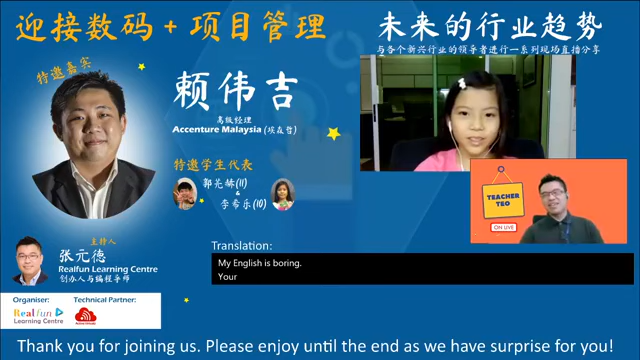 迎接数码 + 项目管理
未来的行业趋势
与各个新兴行业的领导者进行一系列现场直播分享
特邀嘉宾
赖伟吉
高级经理
Accenture Malaysia (埃森哲)
特邀学生代表
郭光赫(11)
&
李希乐(10)
主持人
张元德
Realfun Learning Centre
创办人与编程导师
Organiser:
Technical Partner:
Realfun
Learning Centre
TEACHER
TEO
ON LIVE
Translation:
My English is boring.
Your
Thank you for joining us. Please enjoy until the end as we have surprise for you!